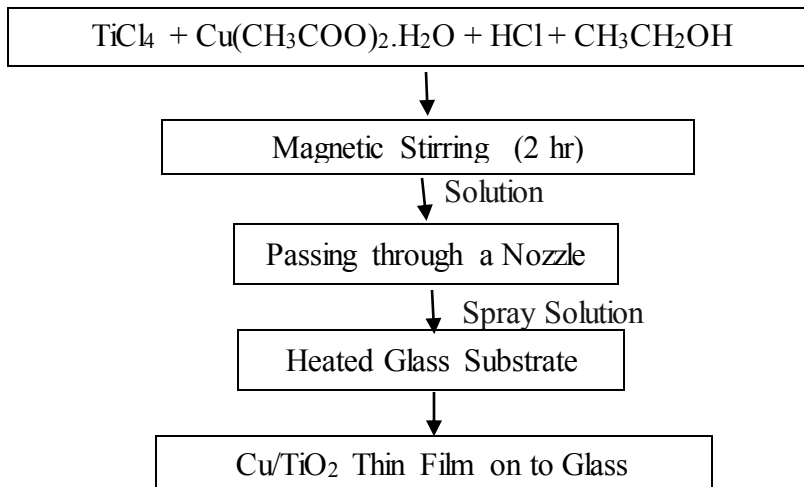 TiCl₄ + Cu(CH₃COO)₂.H₂O + HCl + CH₃CH₂OH
Magnetic Stirring (2 hr)
Solution
Passing through a Nozzle
Spray Solution
Heated Glass Substrate
Cu/TiO₂ Thin Film on to Glass